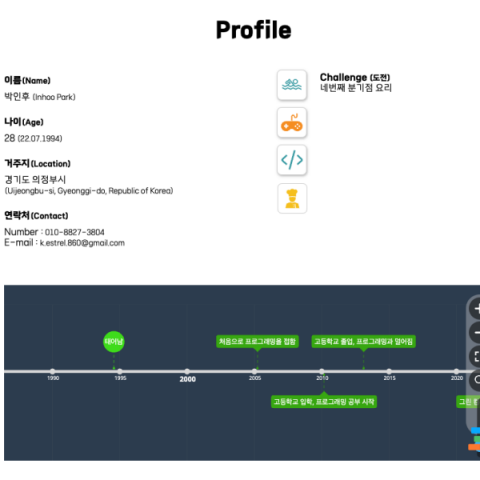 Profile
이름(Name)
박인후 (Inhoo Park)
나이(Age)
28 (22.07.1994)
거주지(Location)
경기도 의정부시
(Uijeongbu-si, Gyeonggi-do, Republic of Korea)
연락처(Contact)
Number : 010-8827-3804
E-mail : k.estrel.860@gmail.com
Challenge (도전)
네번째 분기점 요리
태어남
처음으로 프로그래밍을 접함
고등학교 졸업, 프로그래밍과 멀어짐
1990
1995
2000
2005
2010
2015
2020
고등학교 입학, 프로그래밍 공부 시작